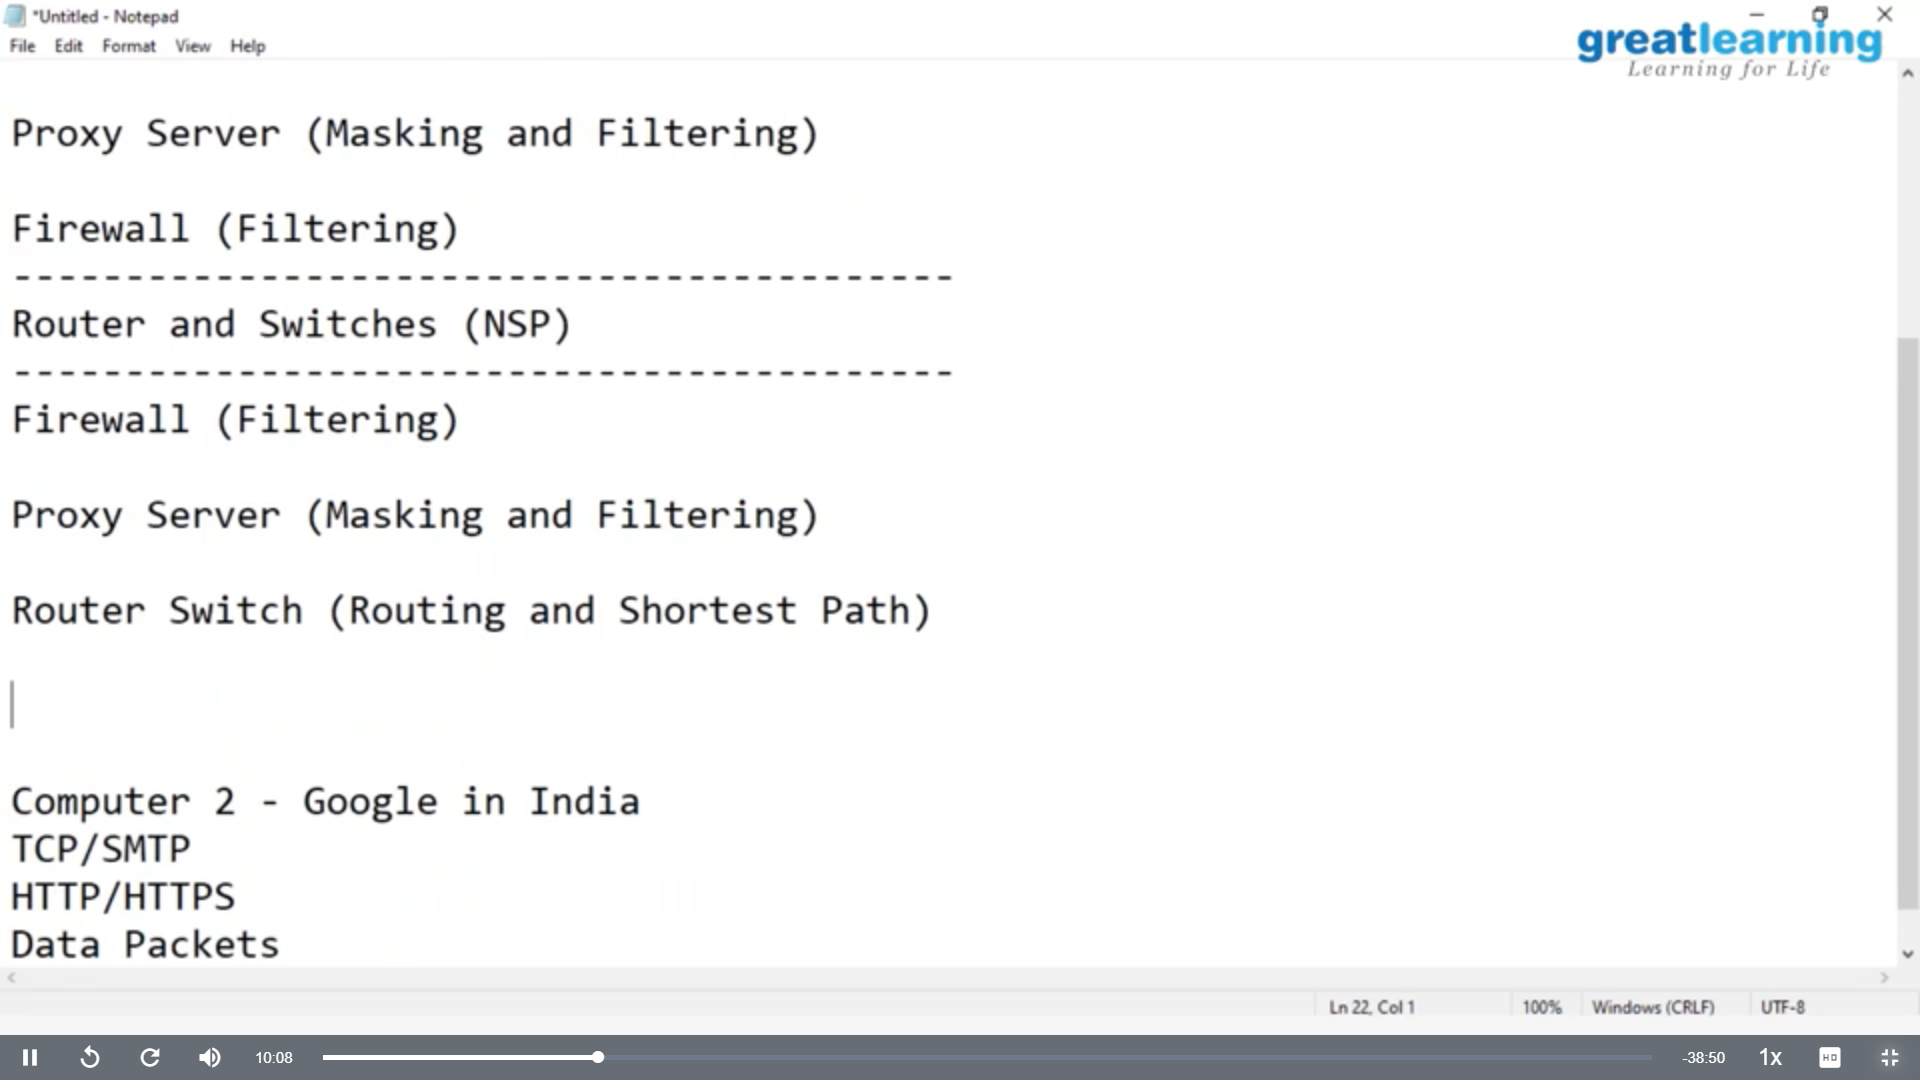 *Untitled - Notepad
File Edit Format View Help
greatlearning
Learning for Life
Proxy Server (Masking and Filtering)
Firewall (Filtering)
------------------------------------------
Router and Switches (NSP)
------------------------------------------
Firewall (Filtering)
Proxy Server (Masking and Filtering)
Router Switch (Routing and Shortest Path)
Computer 2 - Google in India
TCP/SMTP
HTTP/HTTPS
Data Packets
Ln 22, Col 1 100% Windows (CRLF) UTF-8
10:08 -38:50 1x HD